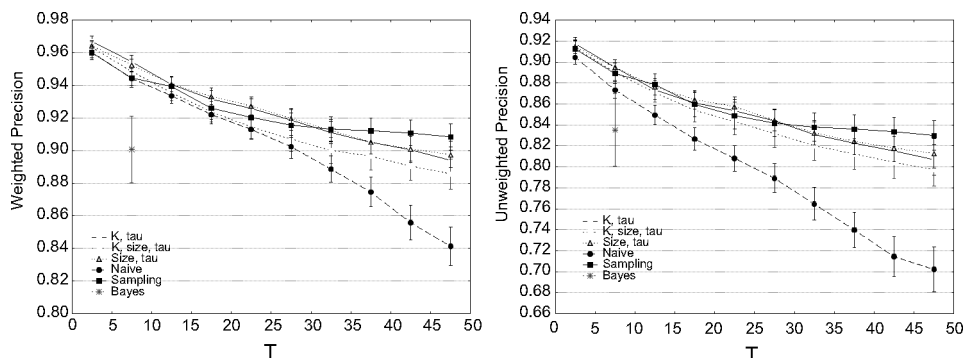 Weighted Precision
0.98
0.96
0.94
0.92
0.90
0.88
0.86
0.84
0.82
0.80
K, tau
K, size, tau
Size, tau
Naive
Sampling
Bayes
0 5 10 15 20 25 30 35 40 45 50
T
Unweighted Precision
0.94
0.92
0.90
0.88
0.86
0.84
0.82
0.80
0.78
0.76
0.74
0.72
0.70
0.68
0.66
K, tau
K, size, tau
Size, tau
Naive
Sampling
Bayes
0 5 10 15 20 25 30 35 40 45 50
T